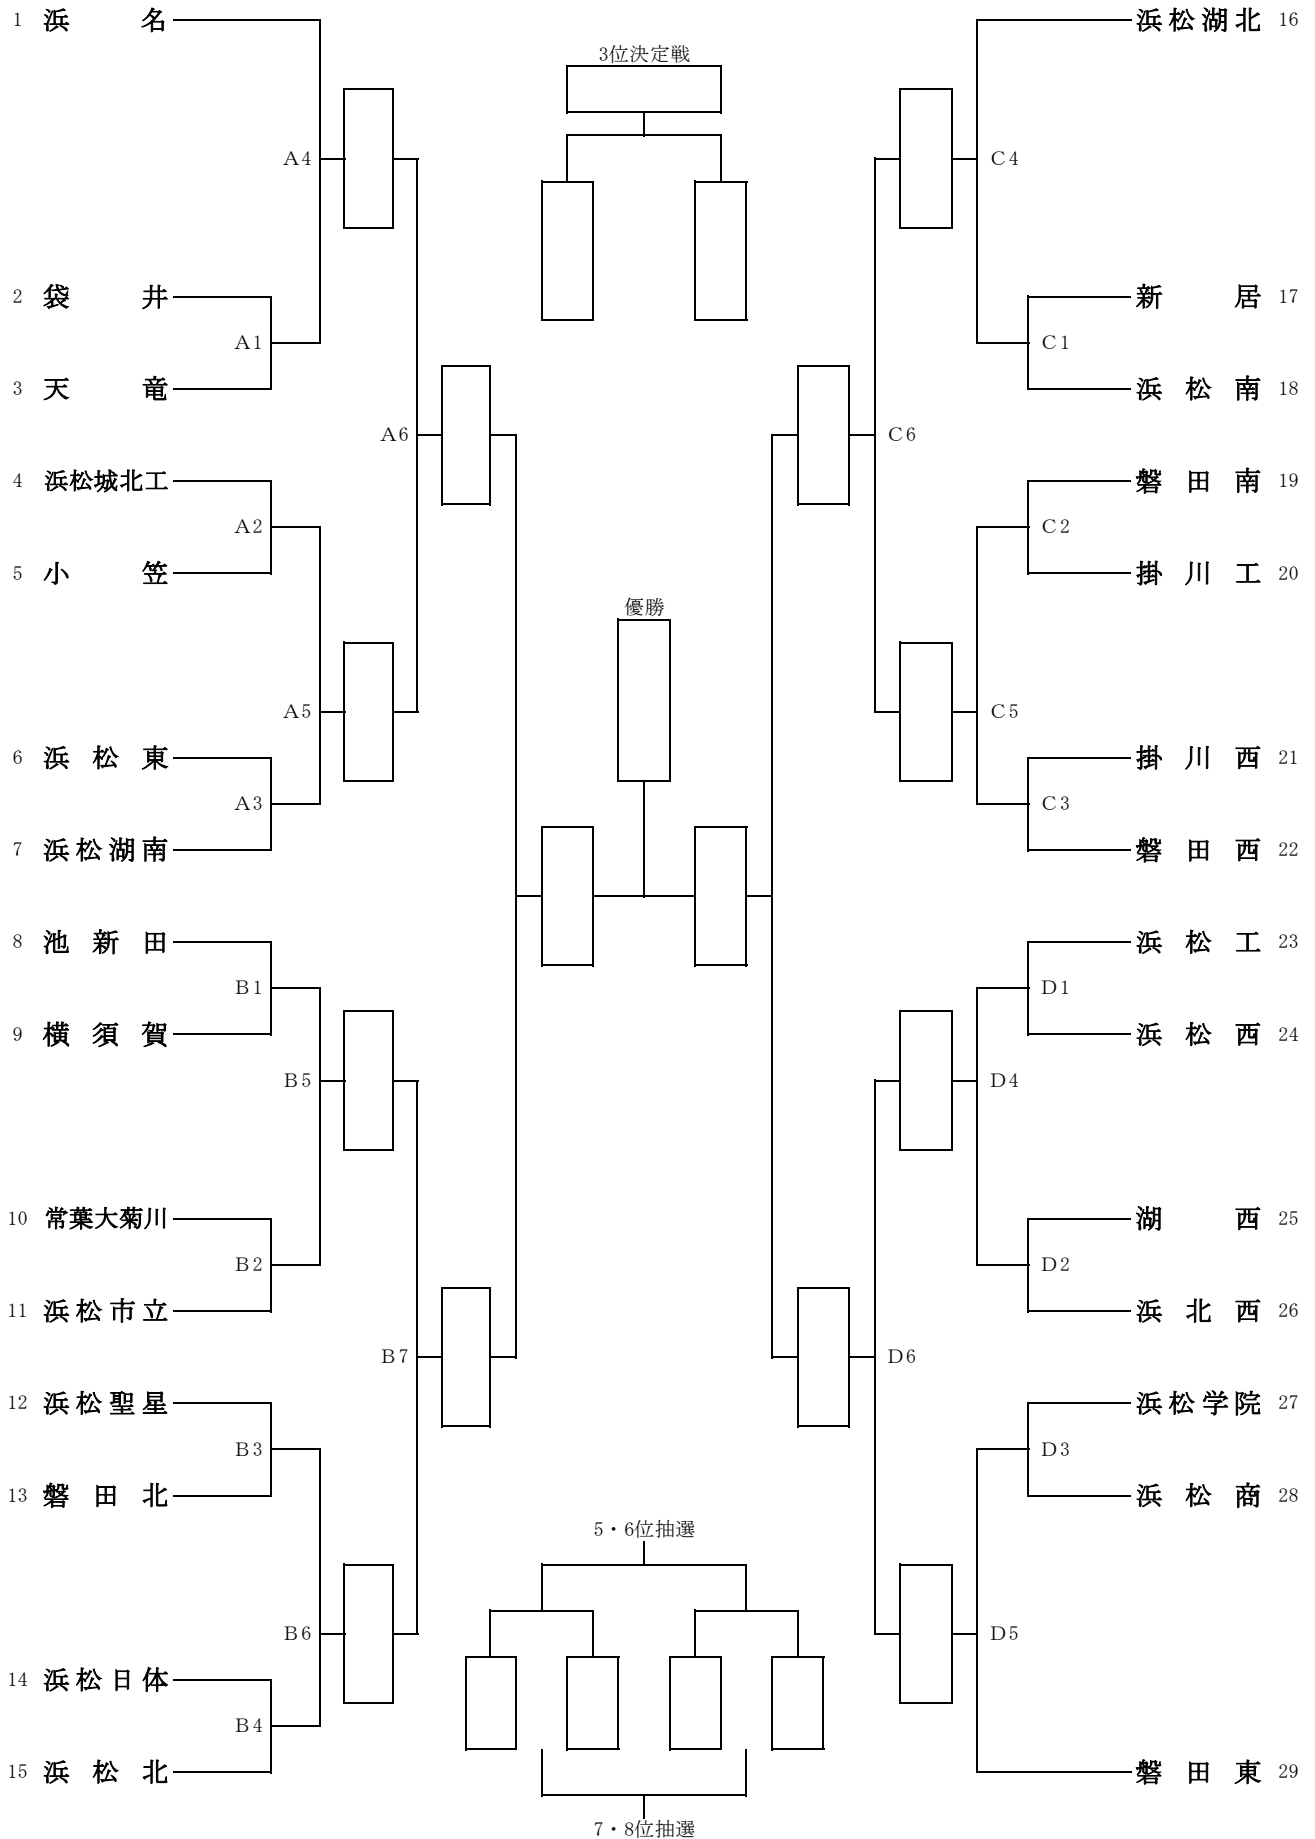 1 浜名
浜松湖北 16
3位決定戦
A4
C4
2 袋井
新居 17
A1
C1
3 天竜
浜松南 18
A6
C6
4 浜松城北工
磐田南 19
A2
C2
5 小笠
掛川工 20
優勝
A5
C5
6 浜松東
掛川西 21
A3
C3
7 浜松湖南
磐田西 22
8 池新田
浜松工 23
B1
D1
9 横須賀
浜松西 24
B5
D4
10 常葉大菊川
湖西 25
B2
D2
11 浜松市立
浜北西 26
B7
D6
12 浜松聖星
浜松学院 27
B3
D3
13 磐田北
浜松商 28
5・6位抽選
B6
D5
14 浜松日体
B4
15 浜松北
磐田東 29
7・8位抽選